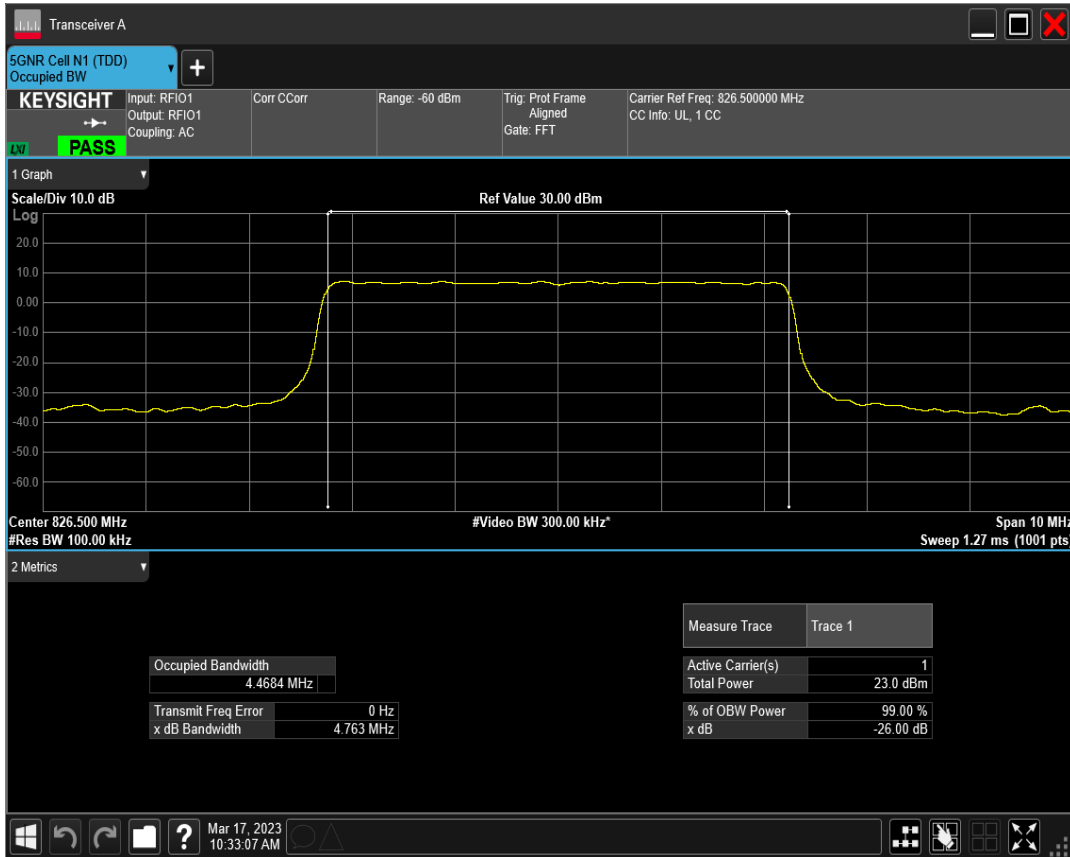 Transceiver A
5GNR Cell N1 (TDD)
Occupied BW
+
KEYSIGHT
LXI
PASS
Input: RFIO1
Output: RFIO1
Coupling: AC
Corr CCorr
Range: -60 dBm
Trig: Prot Frame
Aligned
Gate: FFT
Carrier Ref Freq: 826.500000 MHz
CC Info: UL, 1 CC
1 Graph
Scale/Div 10.0 dB
Ref Value 30.00 dBm
Log
20.0
10.0
0.00
-10.0
-20.0
-30.0
-40.0
-50.0
-60.0
Center 826.500 MHz
#Video BW 300.00 kHz*
Span 10 MHz
#Res BW 100.00 kHz
Sweep 1.27 ms (1001 pts)
2 Metrics
Measure Trace Trace 1
Occupied Bandwidth
4.4684 MHz
Active Carrier(s) 1
Total Power 23.0 dBm
Transmit Freq Error 0 Hz
x dB Bandwidth 4.763 MHz
% of OBW Power 99.00 %
x dB -26.00 dB
?
Mar 17, 2023
10:33:07 AM